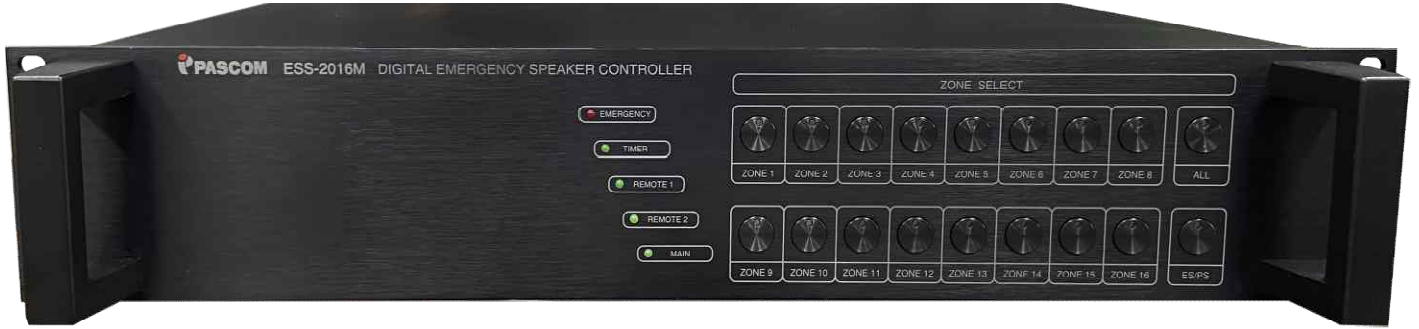 iPASCOM ESS-2016M DIGITAL EMERGENCY SPEAKER CONTROLLER
ZONE SELECT
EMERGENCY
TIMER
REMOTE 1
REMOTE 2
MAIN
ZONE 1 ZONE 2 ZONE 3 ZONE 4 ZONE 5 ZONE 6 ZONE 7 ZONE 8 ALL
ZONE 9 ZONE 10 ZONE 11 ZONE 12 ZONE 13 ZONE 14 ZONE 15 ZONE 16 ES/PS